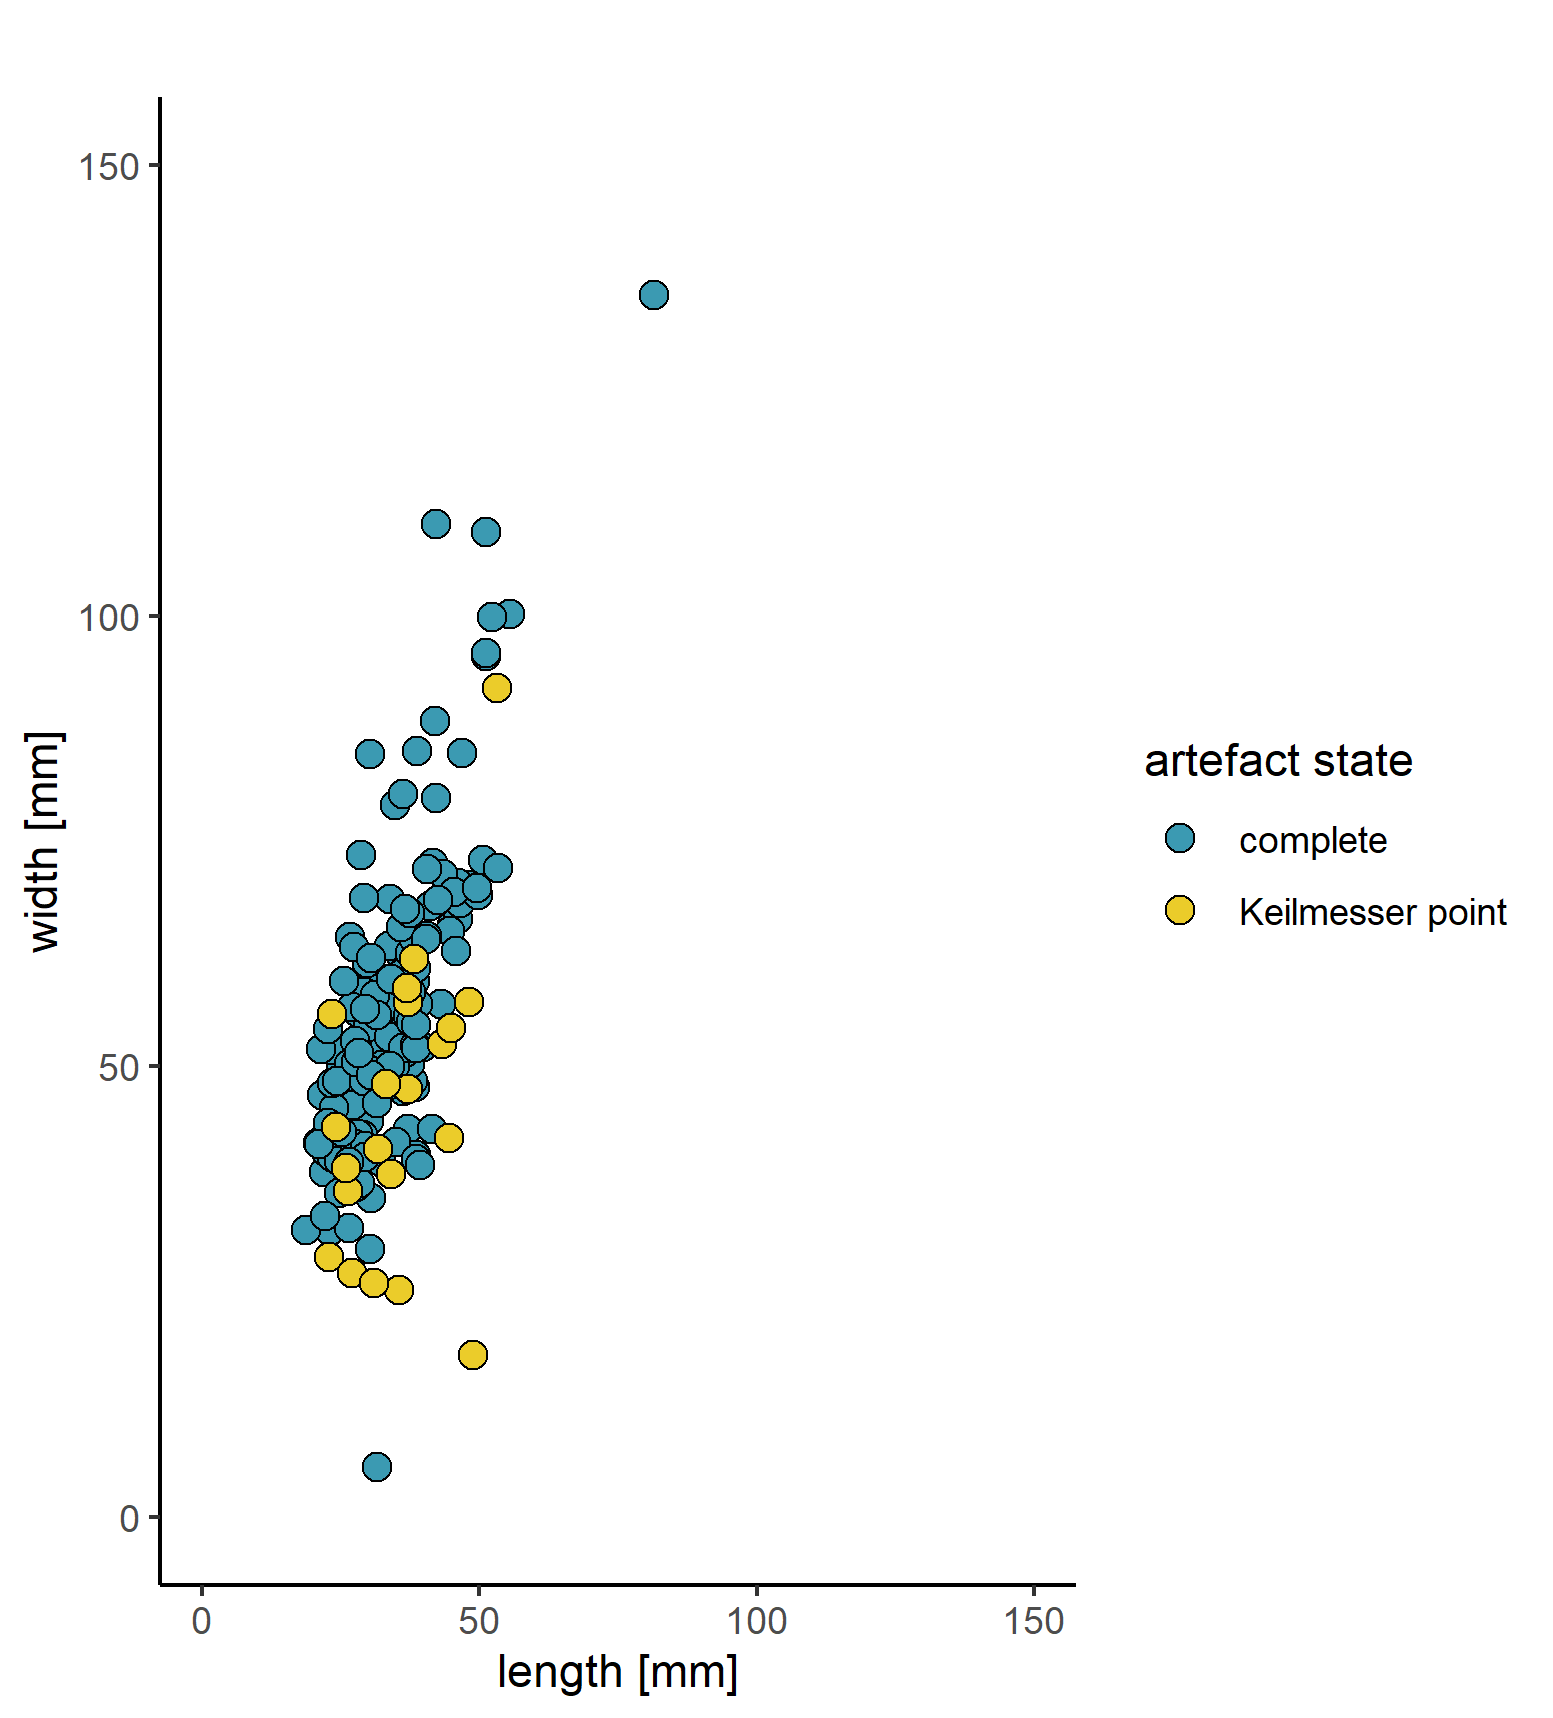 150
100
50
0
width [mm]
0 50 100 150
length [mm]
artefact state
complete
Keilmesser point